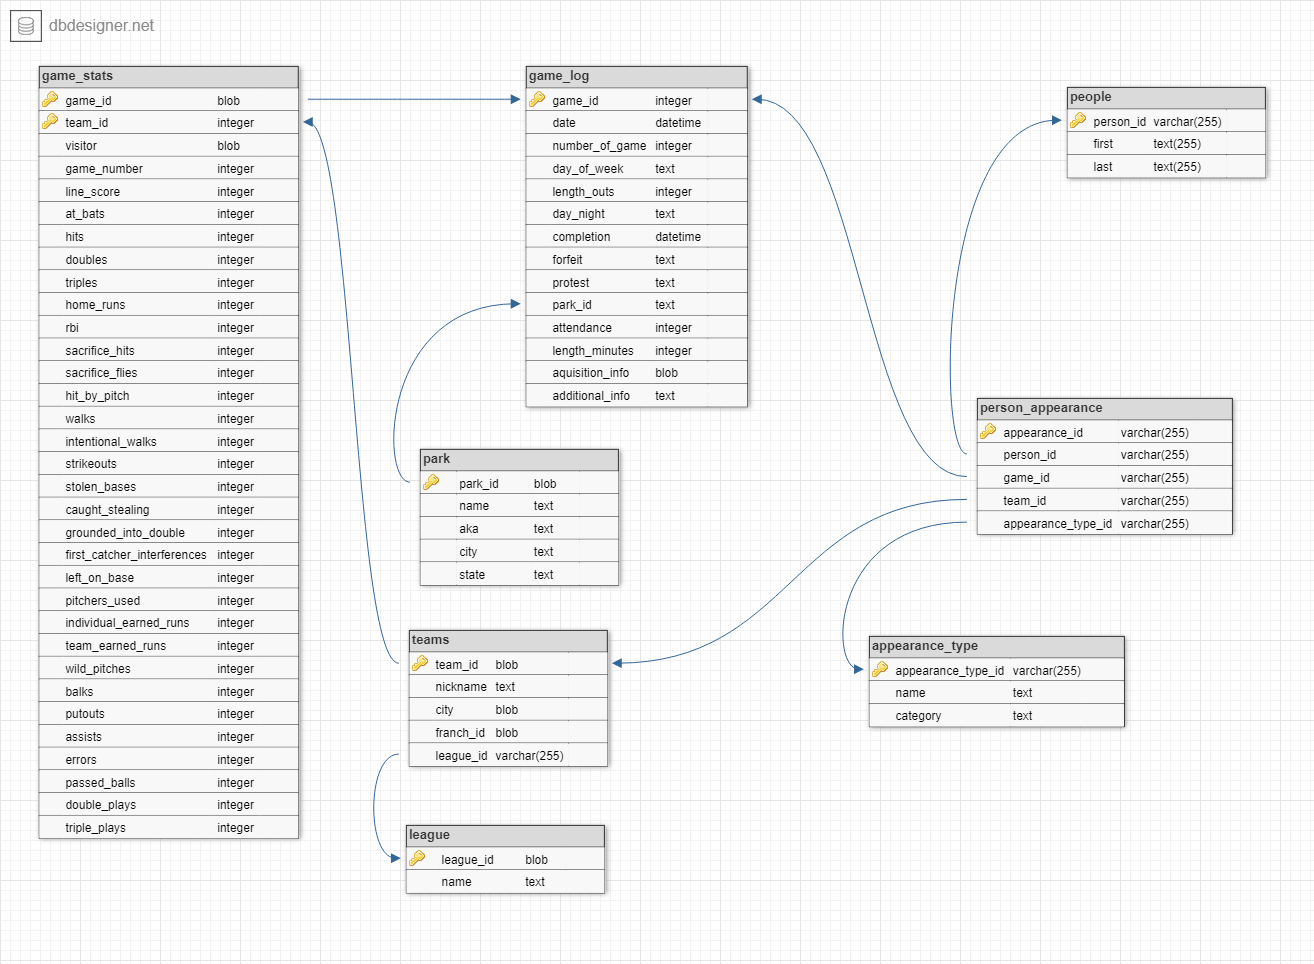 dbdesigner.net
game_stats
game_id blob
team_id integer
visitor blob
game_number integer
line_score integer
at_bats integer
hits integer
doubles integer
triples integer
home_runs integer
rbi integer
sacrifice_hits integer
sacrifice_flies integer
hit_by_pitch integer
walks integer
intentional_walks integer
strikeouts integer
stolen_bases integer
caught_stealing integer
grounded_into_double integer
first_catcher_interferences integer
left_on_base integer
pitchers_used integer
individual_earned_runs integer
team_earned_runs integer
wild_pitches integer
balks integer
putouts integer
assists integer
errors integer
passed_balls integer
double_plays integer
triple_plays integer
game_log
game_id integer
date datetime
number_of_game integer
day_of_week text
length_outs integer
day_night text
completion datetime
forfeit text
protest text
park_id text
attendance integer
length_minutes integer
aquisition_info blob
additional_info text
park
park_id blob
name text
aka text
city text
state text
teams
team_id blob
nickname text
city blob
franch_id blob
league_id varchar(255)
league
league_id blob
name text
people
person_id varchar(255)
first text(255)
last text(255)
person_appearance
appearance_id varchar(255)
person_id varchar(255)
game_id varchar(255)
team_id varchar(255)
appearance_type_id varchar(255)
appearance_type
appearance_type_id varchar(255)
name text
category text